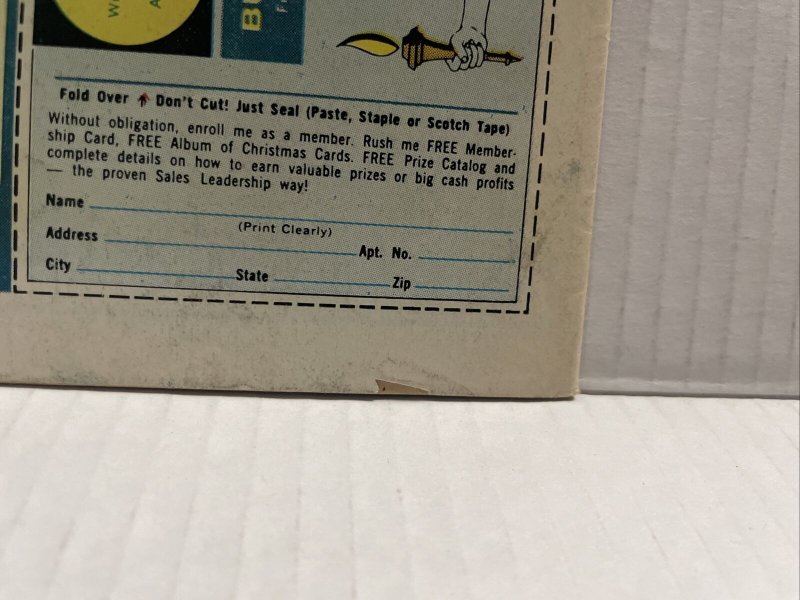 Fold Over Don't Cut! Just Seal (Paste, Staple or Scotch Tape)
Without obligation, enroll me as a member. Rush me FREE Member-
ship Card, FREE Album of Christmas Cards. FREE Prize Catalog and
complete details on how to earn valuable prizes or big cash profits
— the proven Sales Leadership way!
Name
(Print Clearly)
Address Apt. No.
City State Zip